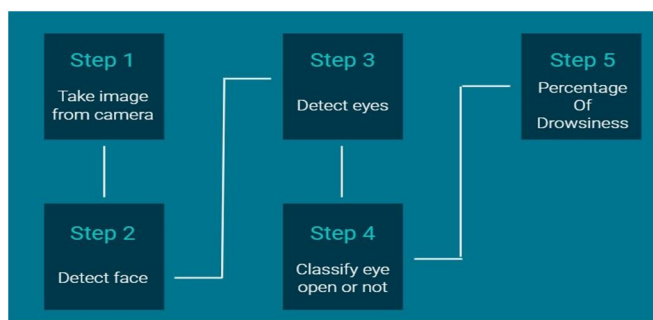 Step 1
Take image
from camera
Step 2
Detect face
Step 3
Detect eyes
Step 4
Classify eye
open or not
Step 5
Percentage
Of
Drowsiness